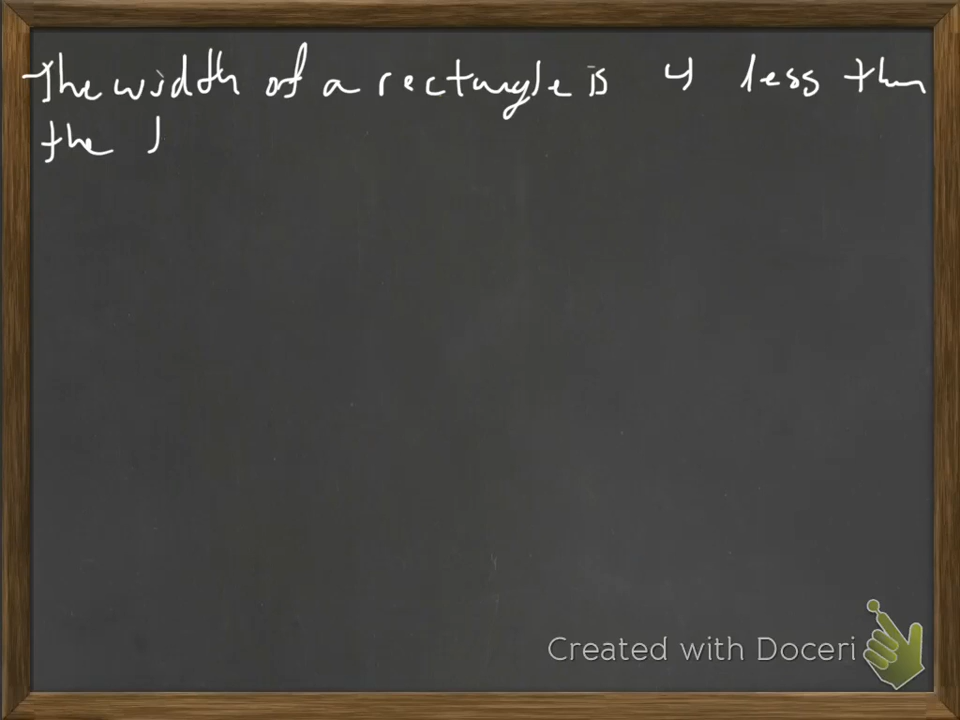 The width of a rectangle is 4 less than
the l
Created with Doceri